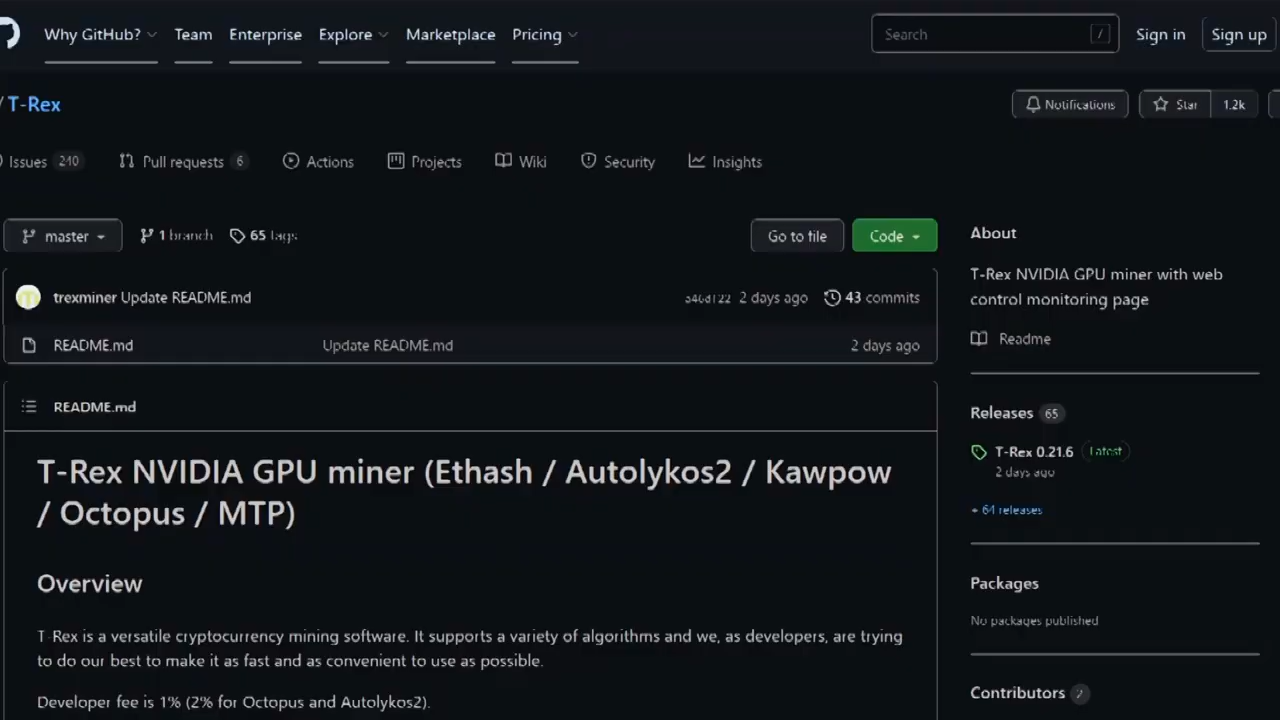 Why GitHub? Team Enterprise Explore Marketplace Pricing Search / Sign in Sign up
/ T-Rex Notifications Star 1.2k
Issues 240 Pull requests 6 Actions Projects Wiki Security Insights
master 1 branch 65 tags Go to file Code
About
T-Rex NVIDIA GPU miner with web
control monitoring page
Readme
trexminer Update README.md 2 days ago 43 commits
README.md Update README.md 2 days ago
README.md
Releases 65
T-Rex 0.21.6 Latest
2 days ago
+ 64 releases
T-Rex NVIDIA GPU miner (Ethash / Autolykos2 / Kawpow
/ Octopus / MTP)
Overview
T-Rex is a versatile cryptocurrency mining software. It supports a variety of algorithms and we, as developers, are trying
to do our best to make it as fast and as convenient to use as possible.
Developer fee is 1% (2% for Octopus and Autolykos2).
Packages
No packages published
Contributors 2